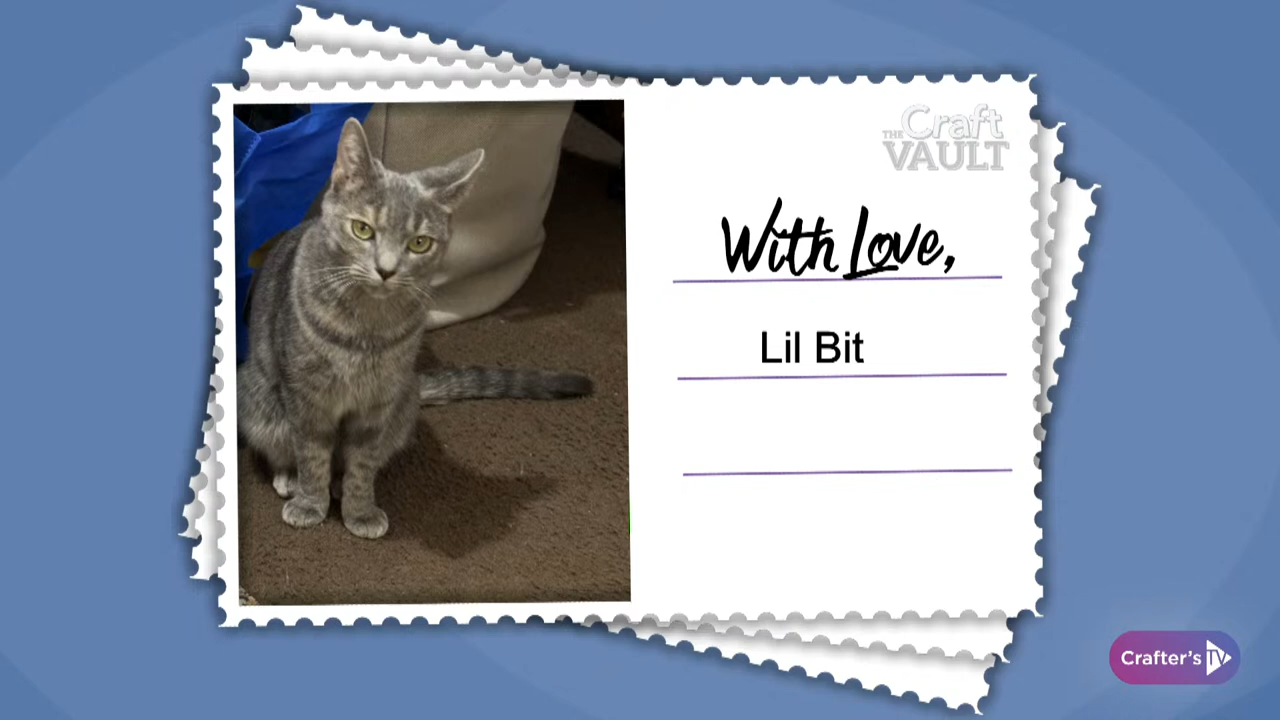 THE Craft
VAULT
With Love,
Lil Bit
Crafter's TV